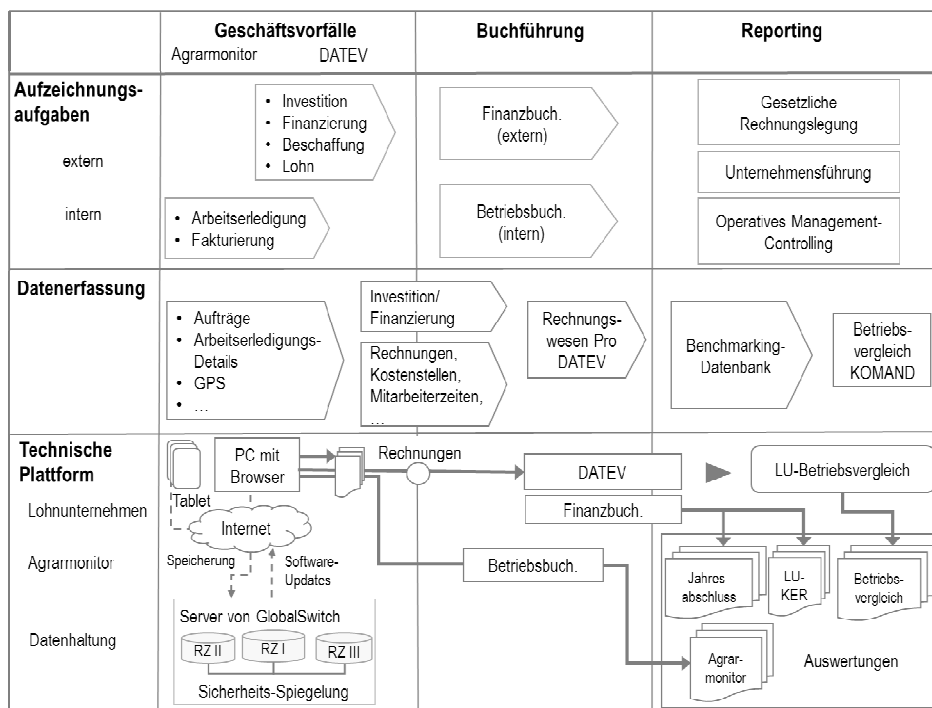 Geschäftsvorfälle
Agrarmonitor DATEV
Buchführung
Reporting
Aufzeichnungs-
aufgaben
extern
intern
• Investition
• Finanzierung
• Beschaffung
• Lohn
• Arbeitserledigung
• Fakturierung
Finanzbuch.
(extern)
Betriebsbuch.
(intern)
Gesetzliche
Rechnungslegung
Unternehmensführung
Operatives Management-
Controlling
Datenerfassung
• Aufträge
• Arbeitserledigungs-
Details
• GPS
• ...
Investition/
Finanzierung
Rechnungen,
Kostenstellen,
Mitarbeiterzeiten,
...
Rechnungs-
wesen Pro
DATEV
Benchmarking-
Datenbank
Betriebs-
vergleich
KOMAND
Technische
Plattform
Lohnunternehmen
Agrarmonitor
Datenhaltung
Tablet
PC mit
Browser
Rechnungen
Internet
Speicherung
Software-
Updates
Server von GlobalSwitch
RZ II
RZ I
RZ III
Sicherheits-Spiegelung
DATEV
Finanzbuch.
Betriebsbuch.
LU-Betriebsvergleich
Jahres
abschluss
LU-
KER
Betriebs-
vergleich
Agrar-
monitor
Auswertungen